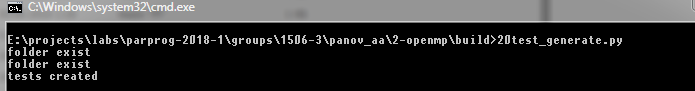 C:\Windows\system32\cmd.exe
E:\projects\labs\parprog-2018-1\groups\1506-3\panov_aa\2-openmp\build>20test_generate.py
folder exist
folder exist
tests created